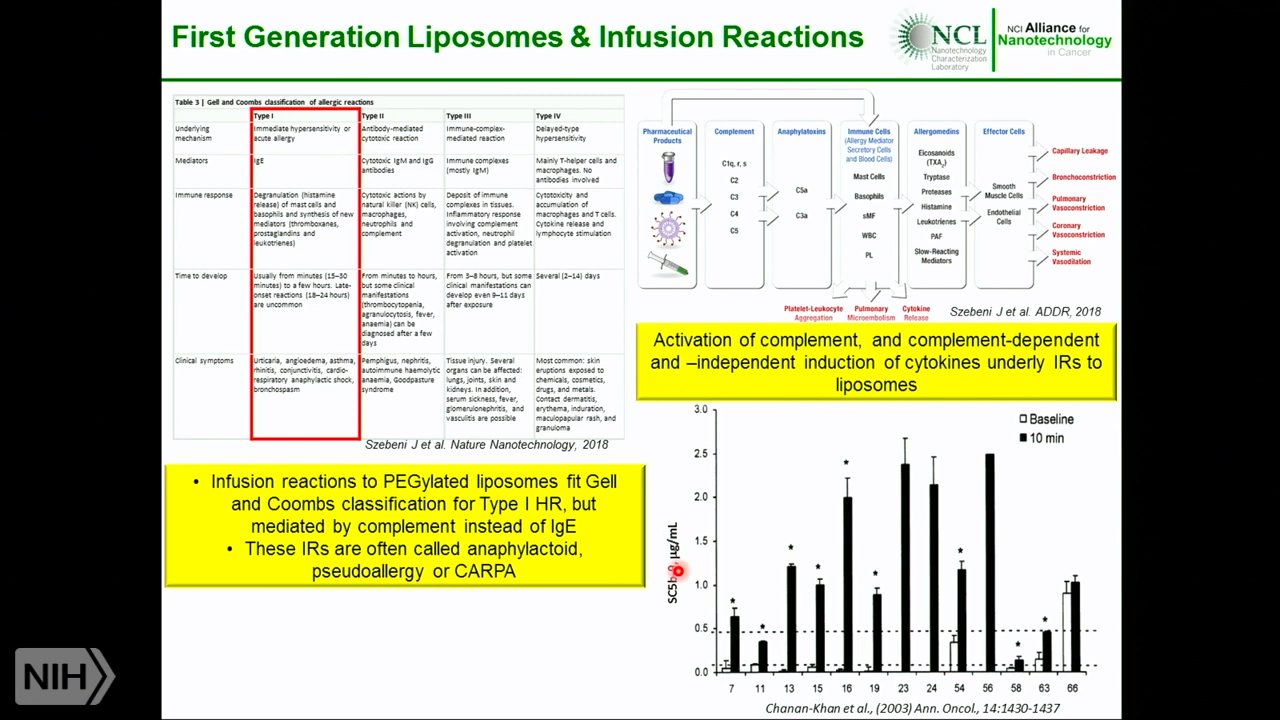 First Generation Liposomes & Infusion Reactions
NCL
Nanotechnology
Characterization
Laboratory
NCI Alliance for
Nanotechnology
in Cancer
Table 3 | Gell and Coombs classification of allergic reactions
Type I
Type II
Type III
Type IV
Underlying
mechanism
Immediate hypersensitivity or
acute allergy
Antibody-mediated
cytotoxic reaction
Immune-complex-
mediated reaction
Delayed-type
hypersensitivity
Mediators
IgE
Cytotoxic IgM and IgG
antibodies
Immune complexes
(mostly IgM)
Mainly T-helper cells and
macrophages. No
antibodies involved
Immune response
Degranulation (histamine
release) of mast cells and
basophils and synthesis of new
mediators (thromboxanes,
prostaglandins and
leukotrienes)
Cytotoxic actions by
natural killer (NK) cells,
macrophages,
neutrophils and
complement
Deposit of immune
complexes in tissues.
Inflammatory response
involving complement
activation, neutrophil
degranulation and platelet
activation
Cytotoxicity and
accumulation of
macrophages and T cells.
Cytokine release and
lymphocyte stimulation
Time to develop
Usually from minutes (15–30
minutes) to a few hours. Late-
onset reactions (18–24 hours)
are uncommon
From minutes to hours,
but some clinical
manifestations
(thrombocytopenia,
agranulocytosis, fever,
anaemia) can be
diagnosed after a few
days
From 3–8 hours, but some
clinical manifestations can
develop even 9–11 days
after exposure
Several (2–14) days
Clinical symptoms
Urticaria, angioedema, asthma,
rhinitis, conjunctivitis, cardio-
respiratory anaphylactic shock,
bronchospasm
Pemphigus, nephritis,
autoimmune haemolytic
anaemia, Goodpasture
syndrome
Tissue injury. Several
organs can be affected:
lungs, joints, skin and
kidneys. In addition,
serum sickness, fever,
glomerulonephritis, and
vasculitis are possible
Most common: skin
eruptions exposed to
chemicals, cosmetics,
drugs, and metals.
Contact dermatitis,
erythema, induration,
maculopapular rash, and
granuloma
Szebeni J et al. Nature Nanotechnology, 2018
• Infusion reactions to PEGylated liposomes fit Gell
and Coombs classification for Type I HR, but
mediated by complement instead of IgE
• These IRs are often called anaphylactoid,
pseudoallergy or CARPA
Pharmaceutical
Products
Complement
C1q, r, s
C2
C3
C4
C5
Anaphylatoxins
C5a
C3a
Immune Cells
(Allergy Mediator
Secretory Cells
and Blood Cells)
Mast Cells
Basophils
sMF
WBC
PL
Allergomedins
Eicosanoids
(TXA2)
Tryptase
Proteases
Histamine
Leukotrienes
PAF
Slow-Reacting
Mediators
Effector Cells
Smooth
Muscle Cells
Endothelial
Cells
Capillary Leakage
Bronchoconstriction
Pulmonary
Vasoconstriction
Coronary
Vasoconstriction
Systemic
Vasodilation
Platelet-Leukocyte
Aggregation
Pulmonary
Microembolism
Cytokine
Release
Szebeni J et al. ADDR, 2018
Activation of complement, and complement-dependent
and –independent induction of cytokines underly IRs to
liposomes
Baseline
10 min
3.0
2.5
2.0
1.5
1.0
0.5
0.0
µg/mL
* * * * * * * * *
7 11 13 15 16 19 23 24 54 56 58 63 66
Chanan-Khan et al., (2003) Ann. Oncol., 14:1430-1437
NIH